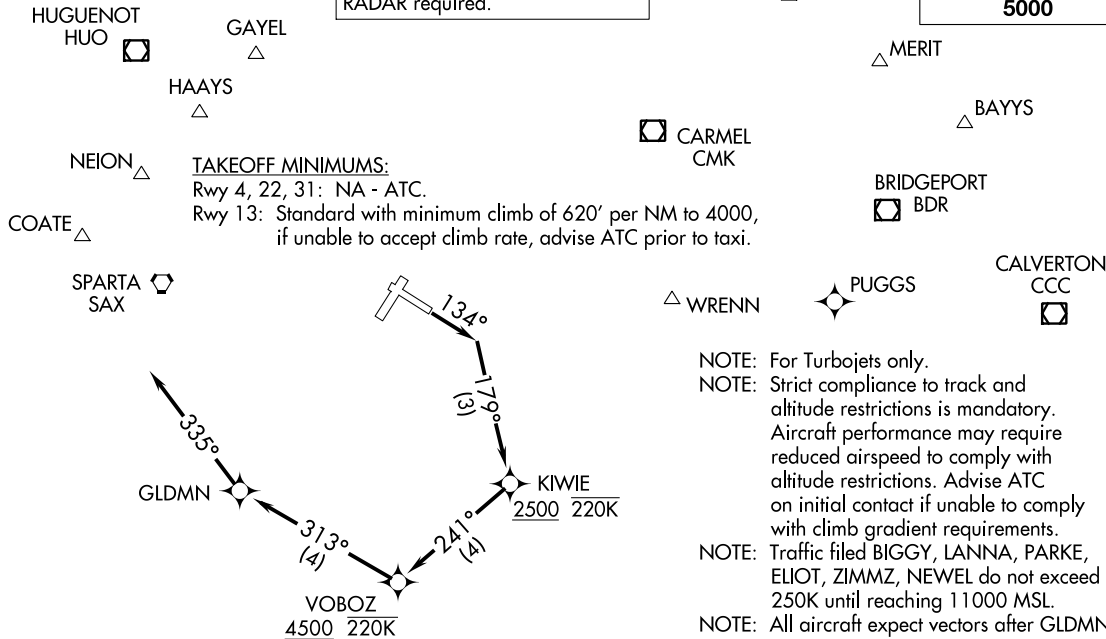 RADAR required.
5000
HUGUENOT
HUO
GAYEL
MERIT
HAAYS
BAYYS
CARMEL
CMK
NEION
TAKEOFF MINIMUMS:
Rwy 4, 22, 31: NA - ATC.
Rwy 13: Standard with minimum climb of 620' per NM to 4000,
if unable to accept climb rate, advise ATC prior to taxi.
BRIDGEPORT
BDR
COATE
SPARTA
SAX
CALVERTON
CCC
PUGGS
WRENN
134°
179°
(3)
335°
GLDMN
KIWIE
2500 220K
313°
(4)
241°
(4)
VOBOZ
4500 220K
NOTE: For Turbojets only.
NOTE: Strict compliance to track and
altitude restrictions is mandatory.
Aircraft performance may require
reduced airspeed to comply with
altitude restrictions. Advise ATC
on initial contact if unable to comply
with climb gradient requirements.
NOTE: Traffic filed BIGGY, LANNA, PARKE,
ELIOT, ZIMMZ, NEWEL do not exceed
250K until reaching 11000 MSL.
NOTE: All aircraft expect vectors after GLDMN